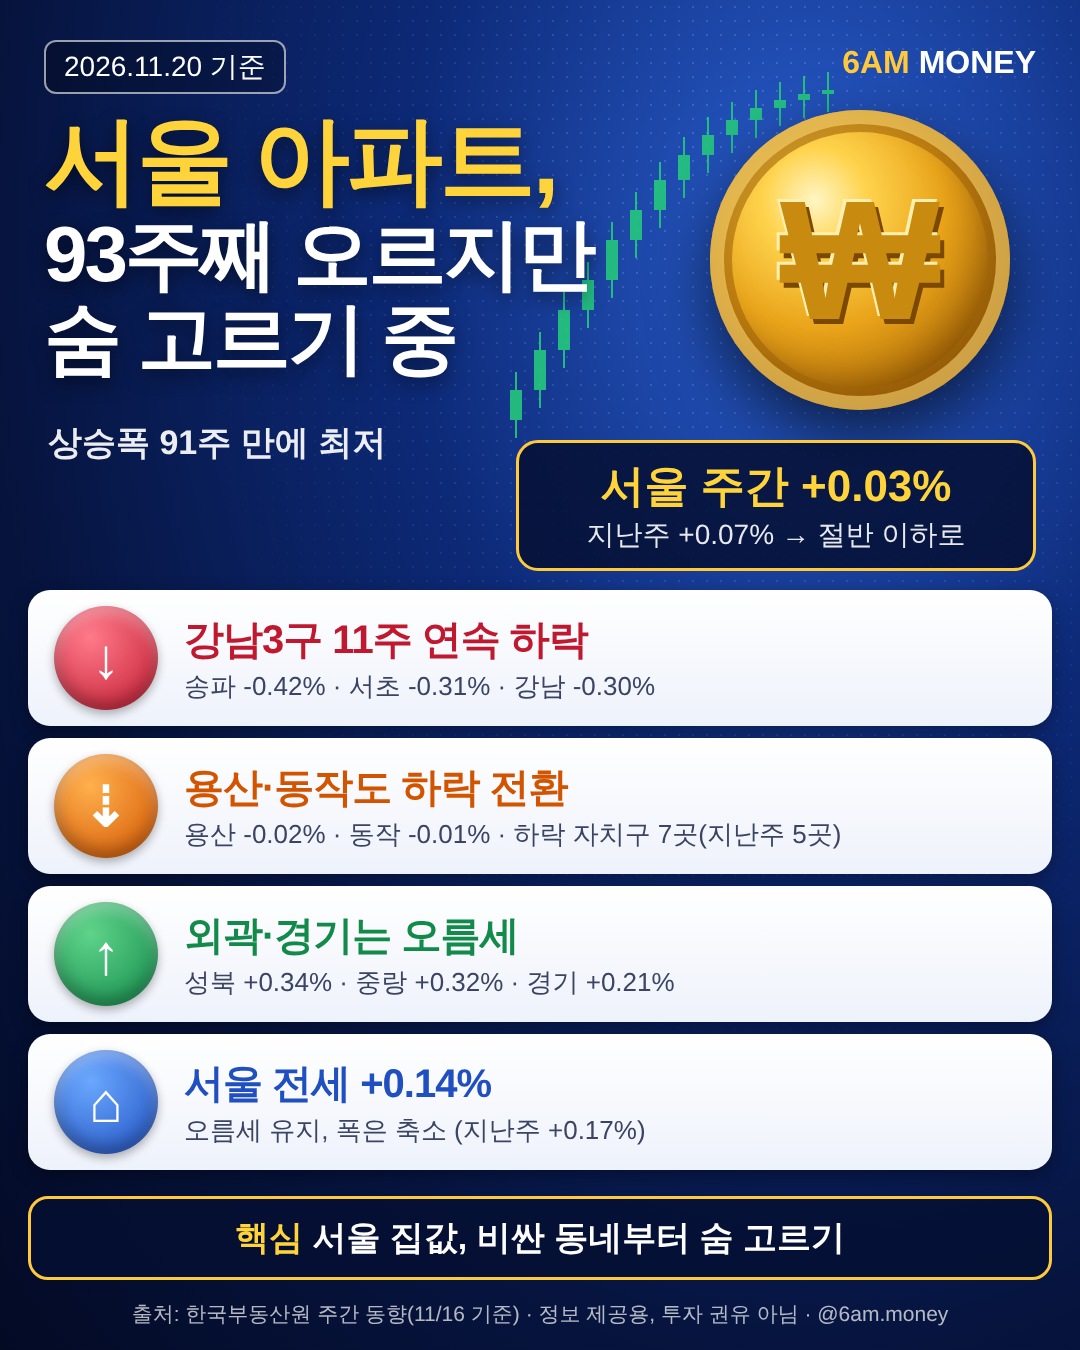 2026.11.20 기준
6AM MONEY
서울 아파트,
93주째 오르지만
숨 고르기 중
상승폭 91주 만에 최저
₩
서울 주간 +0.03%
지난주 +0.07% → 절반 이하로
↓
강남3구 11주 연속 하락
송파 -0.42% · 서초 -0.31% · 강남 -0.30%
⇣
용산·동작도 하락 전환
용산 -0.02% · 동작 -0.01% · 하락 자치구 7곳(지난주 5곳)
↑
외곽·경기는 오름세
성북 +0.34% · 중랑 +0.32% · 경기 +0.21%
⌂
서울 전세 +0.14%
오름세 유지, 폭은 축소 (지난주 +0.17%)
핵심 서울 집값, 비싼 동네부터 숨 고르기
출처: 한국부동산원 주간 동향(11/16 기준) · 정보 제공용, 투자 권유 아님 · @6am.money